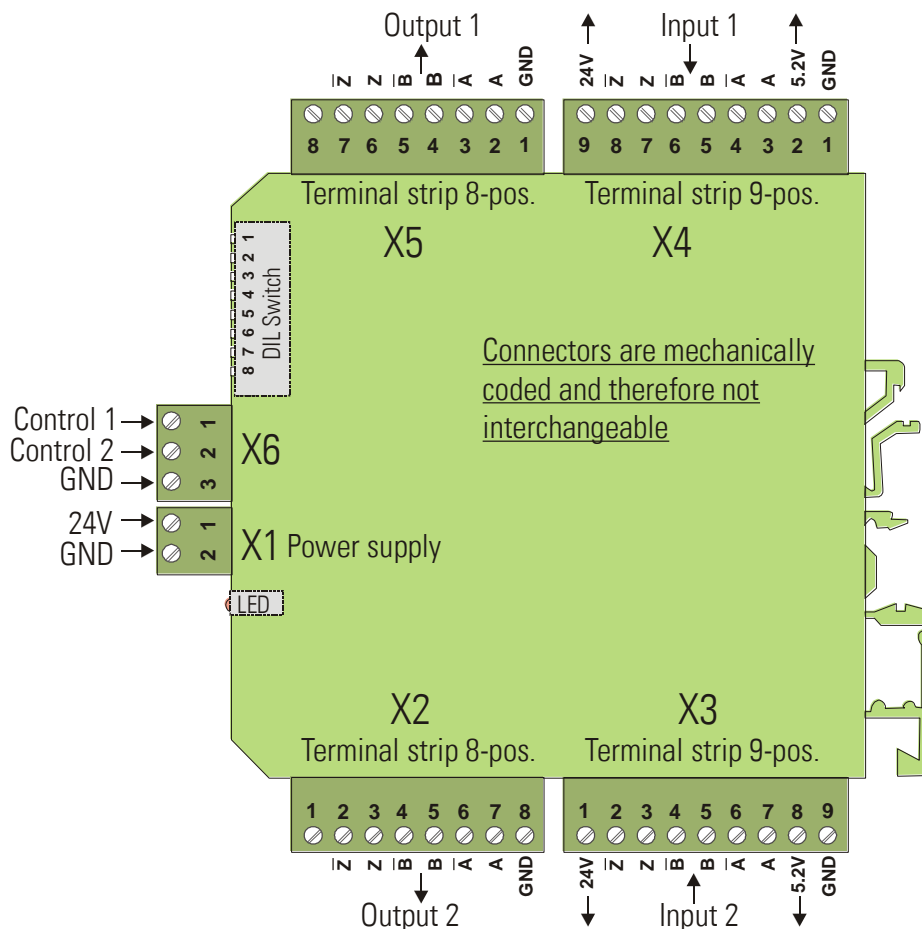 Output 1
Input 1
Z̅ Z B̅ B A̅ A GND
24V Z̅ Z B̅ B A̅ A 5.2V GND
8 7 6 5 4 3 2 1
9 8 7 6 5 4 3 2 1
Terminal strip 8-pos.
Terminal strip 9-pos.
X5
X4
8 7 6 5 4 3 2 1
DIL Switch
Connectors are mechanically
coded and therefore not
interchangeable
Control 1
Control 2
GND
1
2
3
X6
24V
GND
1
2
X1 Power supply
LED
X2
X3
Terminal strip 8-pos.
Terminal strip 9-pos.
1 2 3 4 5 6 7 8
1 2 3 4 5 6 7 8 9
Z̅ Z B̅ B A̅ A GND
24V Z̅ Z B̅ B A̅ A 5.2V GND
Output 2
Input 2